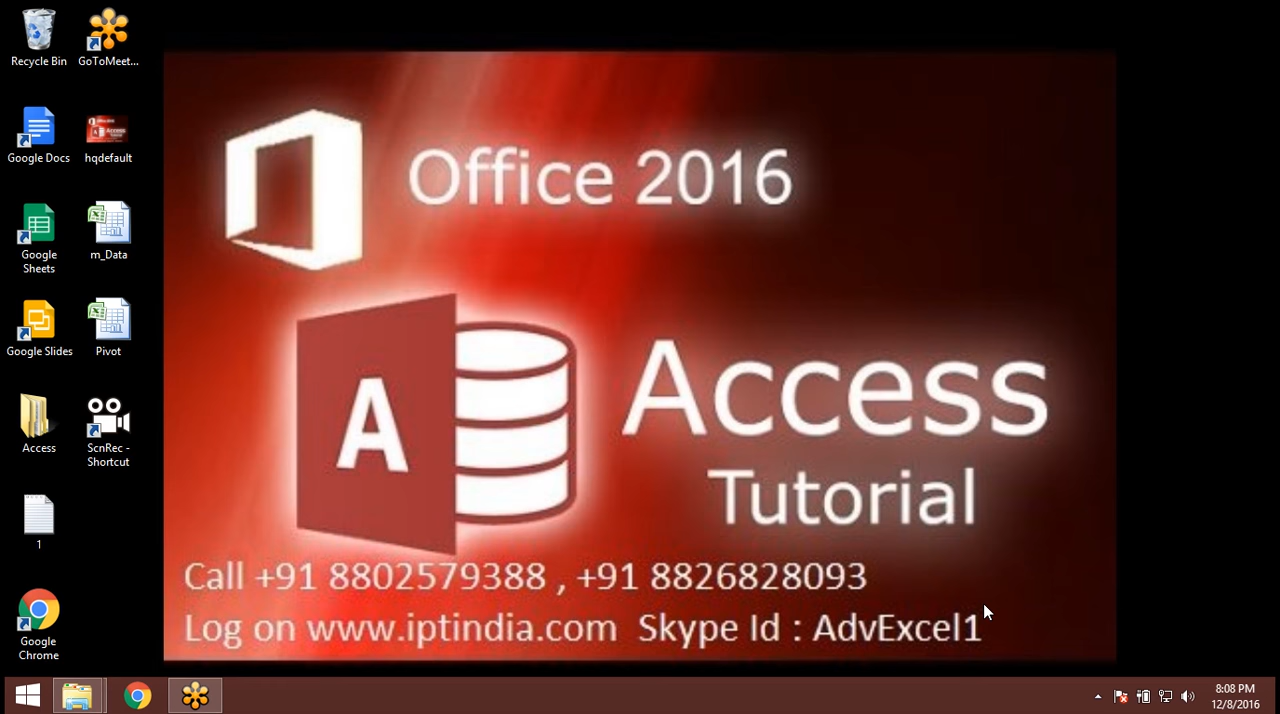 Recycle Bin
GoToMeet...
Google Docs
hqdefault
Google
Sheets
m_Data
Google Slides
Pivot
Access
ScnRec -
Shortcut
1
Google
Chrome
Office 2016
A
Access
Tutorial
Call +91 8802579388 , +91 8826828093
Log on www.iptindia.com Skype Id : AdvExcel1
8:08 PM
12/8/2016